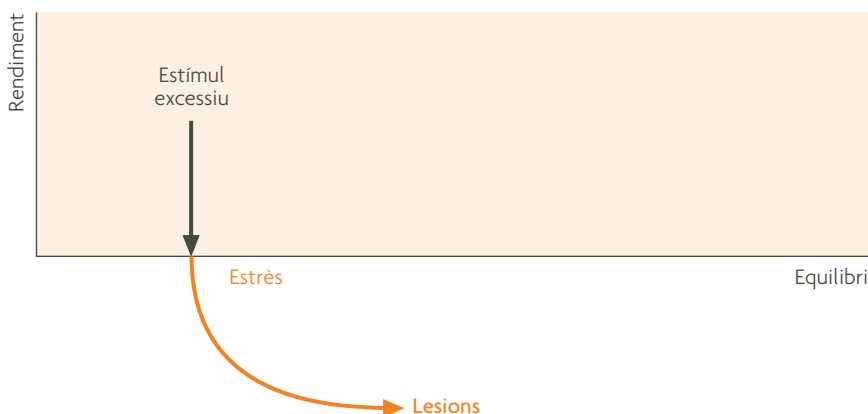 Rendiment
Estímul
excessiu
Estrès
Equilibri
Lesions